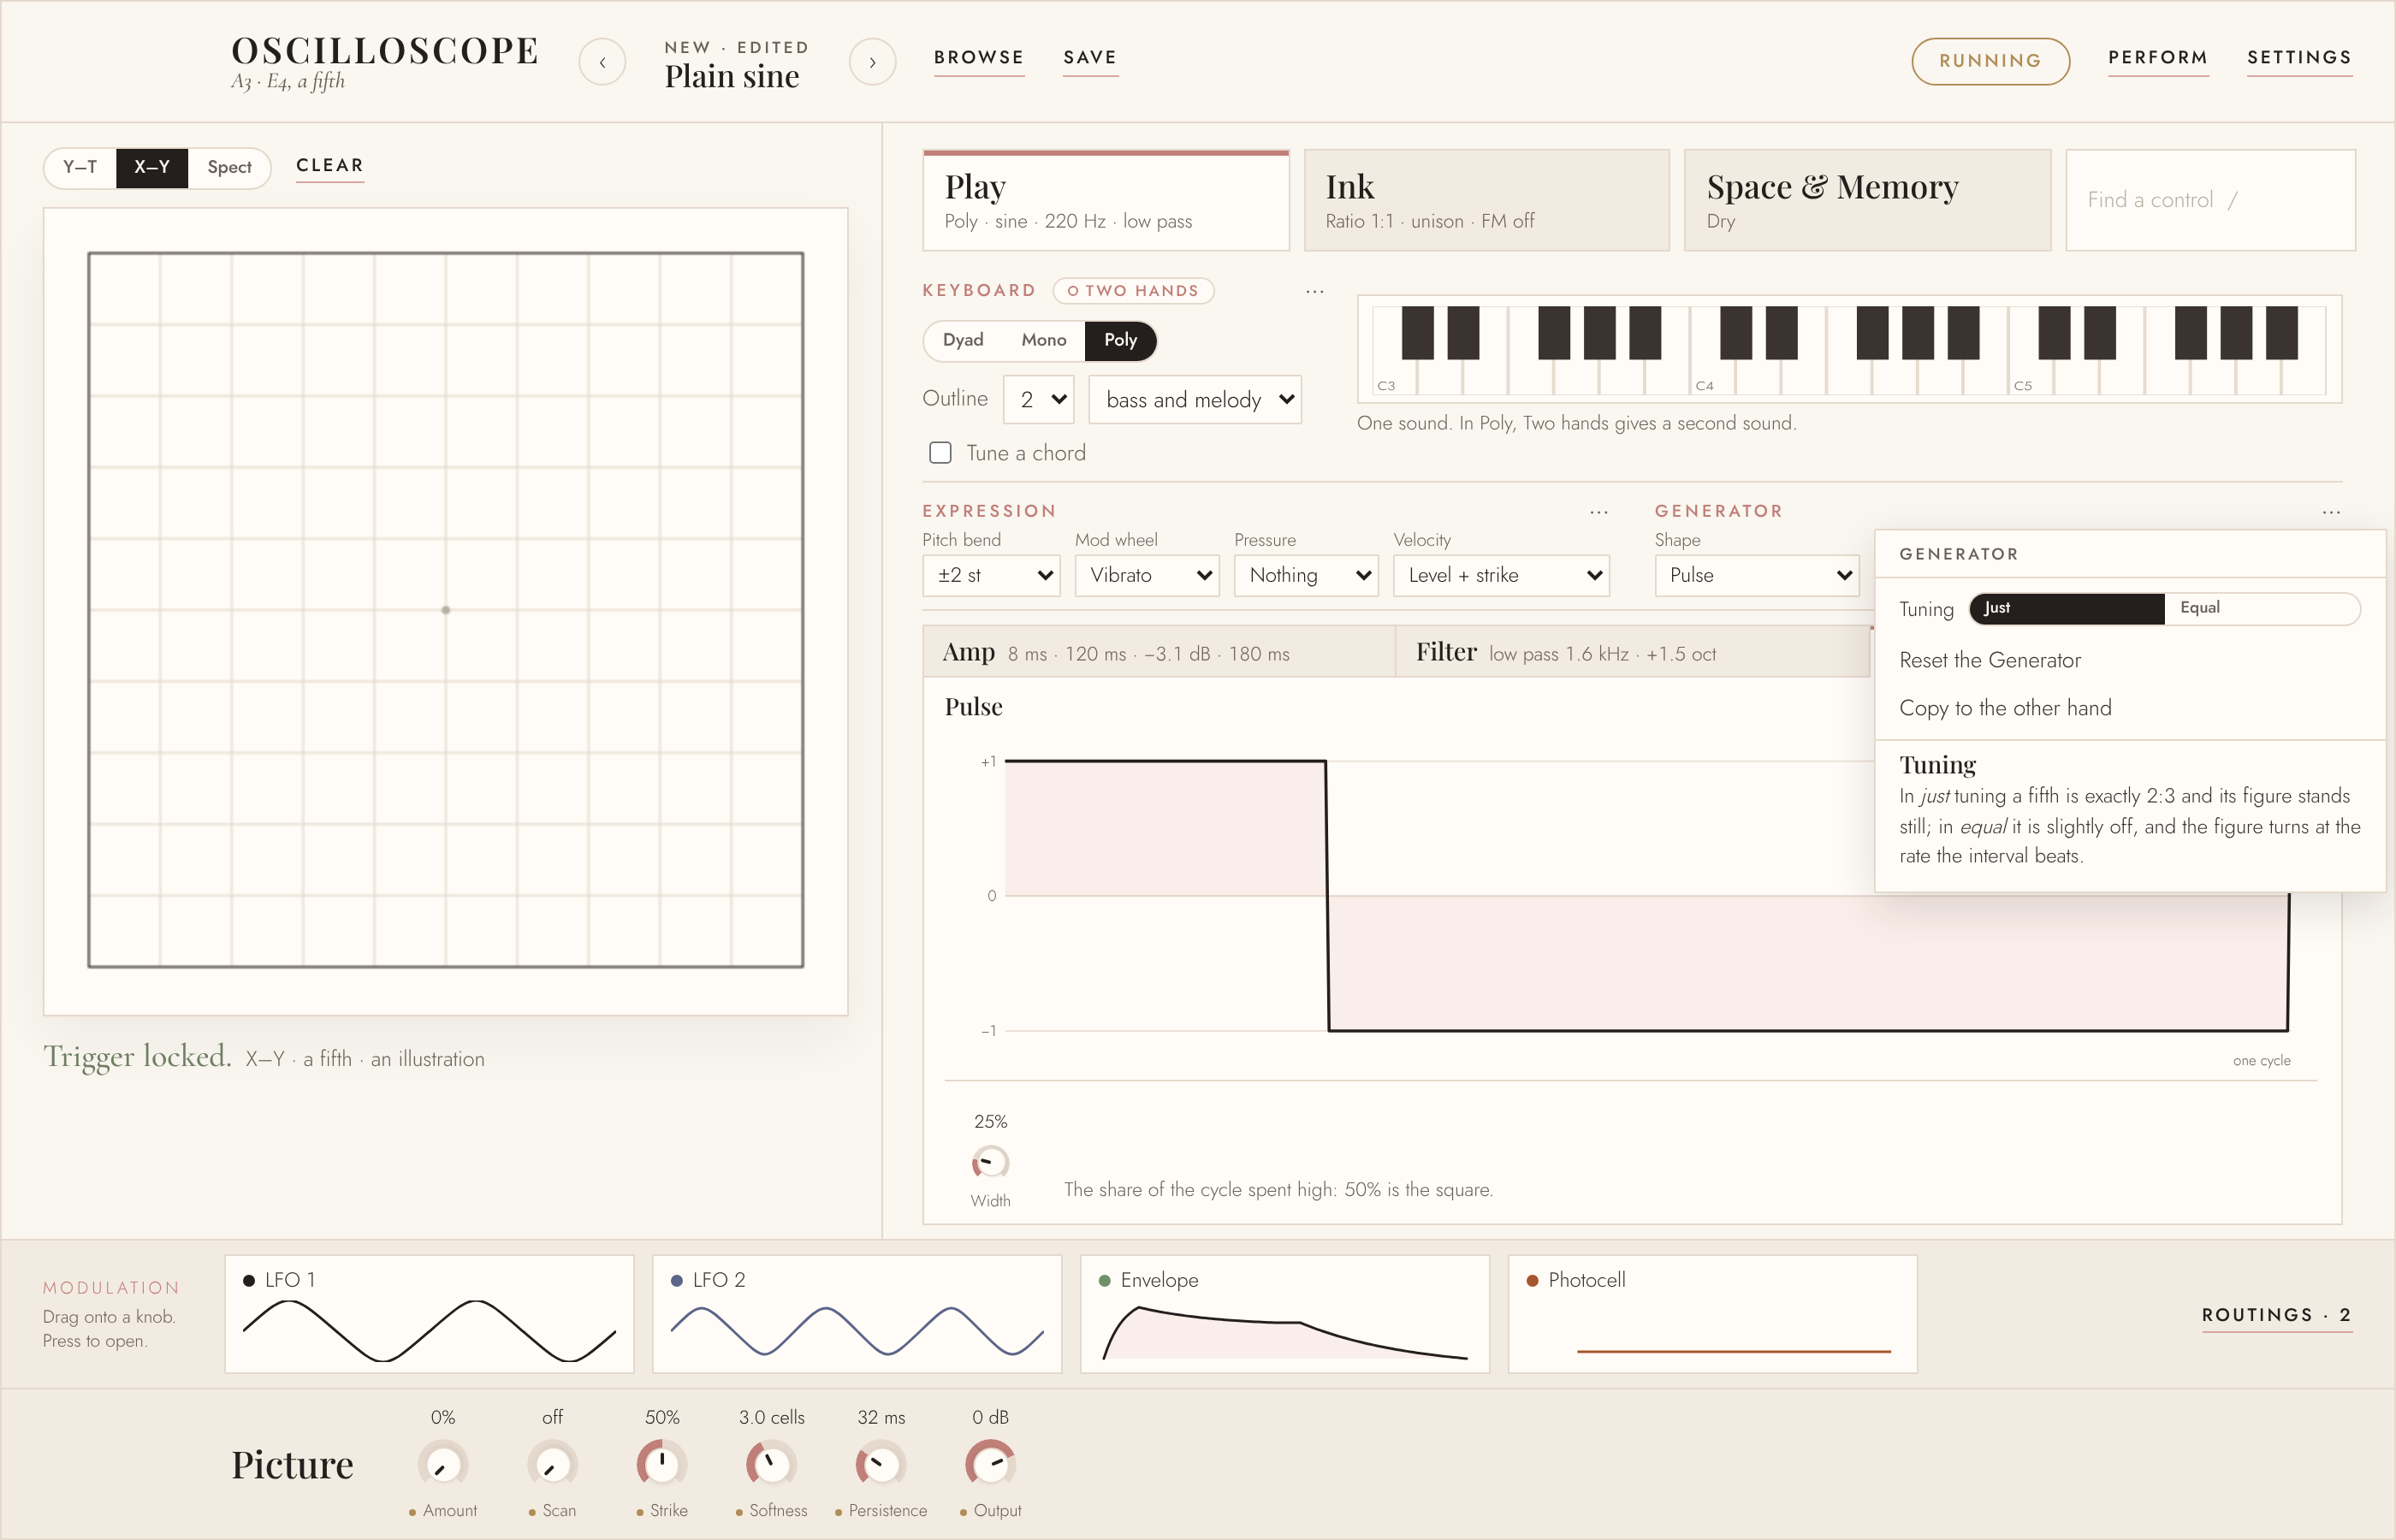 OSCILLOSCOPE
A3 · E4, a fifth
‹
NEW · EDITED
Plain sine
›
BROWSE
SAVE
RUNNING
PERFORM
SETTINGS
Y–T
X–Y
Spect
CLEAR
Trigger locked. X–Y · a fifth · an illustration
Play
Poly · sine · 220 Hz · low pass
Ink
Ratio 1:1 · unison · FM off
Space & Memory
Dry
Find a control /
KEYBOARD
TWO HANDS
···
Dyad
Mono
Poly
Outline
2
bass and melody
Tune a chord
C3
C4
C5
One sound. In Poly, Two hands gives a second sound.
EXPRESSION
···
Pitch bend
±2 st
Mod wheel
Vibrato
Pressure
Nothing
Velocity
Level + strike
GENERATOR
···
Shape
Pulse
GENERATOR
Tuning
Just
Equal
Reset the Generator
Copy to the other hand
Tuning
In just tuning a fifth is exactly 2:3 and its figure stands
still; in equal it is slightly off, and the figure turns at the
rate the interval beats.
Amp 8 ms · 120 ms · −3.1 dB · 180 ms
Filter low pass 1.6 kHz · +1.5 oct
Pulse
+1
0
−1
one cycle
25%
Width
The share of the cycle spent high: 50% is the square.
MODULATION
Drag onto a knob.
Press to open.
LFO 1
LFO 2
Envelope
Photocell
ROUTINGS · 2
Picture
0%
Amount
off
Scan
50%
Strike
3.0 cells
Softness
32 ms
Persistence
0 dB
Output